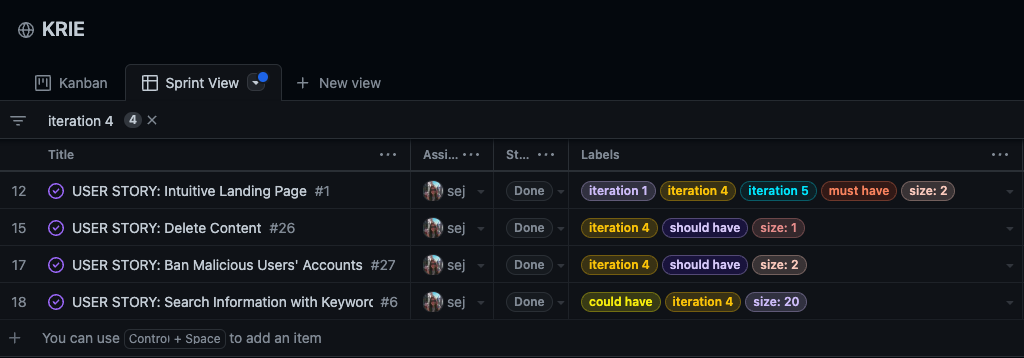 KRIE
Kanban Sprint View New view
iteration 4 4
Title Assi... St... Labels
12 USER STORY: Intuitive Landing Page #1 sej Done iteration 1 iteration 4 iteration 5 must have size: 2
15 USER STORY: Delete Content #26 sej Done iteration 4 should have size: 1
17 USER STORY: Ban Malicious Users' Accounts #27 sej Done iteration 4 should have size: 2
18 USER STORY: Search Information with Keyword #6 sej Done could have iteration 4 size: 20
You can use Control + Space to add an item